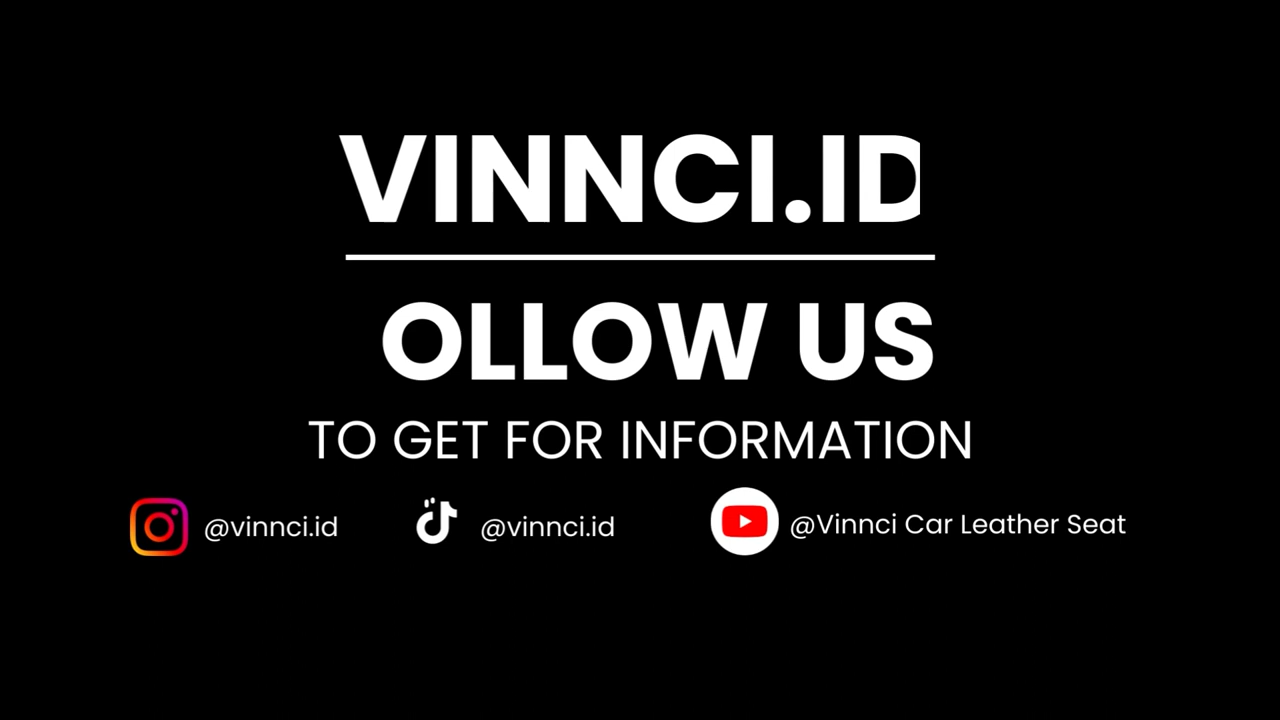 VINNCI.ID
OLLOW US
TO GET FOR INFORMATION
@vinnci.id @vinnci.id @Vinnci Car Leather Seat